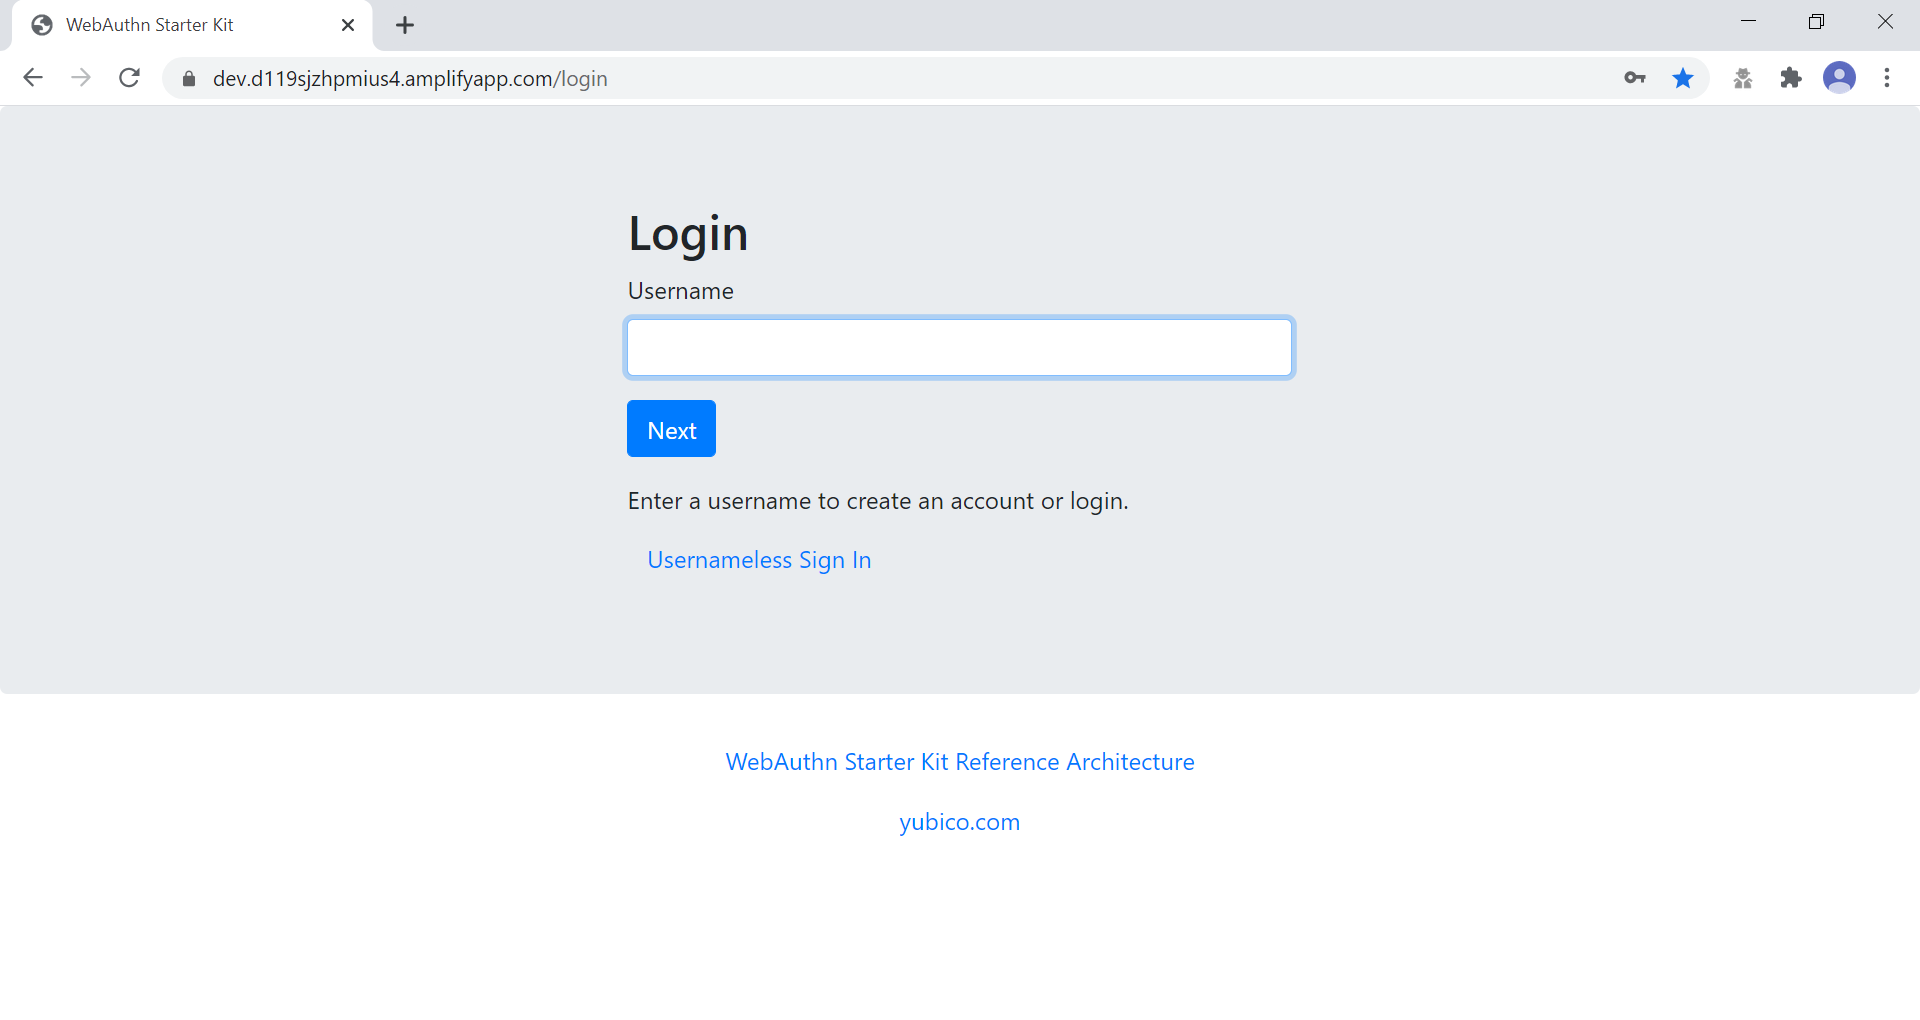 WebAuthn Starter Kit
dev.d119sjzhpmius4.amplifyapp.com/login
Login
Username
Next
Enter a username to create an account or login.
Usernameless Sign In
WebAuthn Starter Kit Reference Architecture
yubico.com